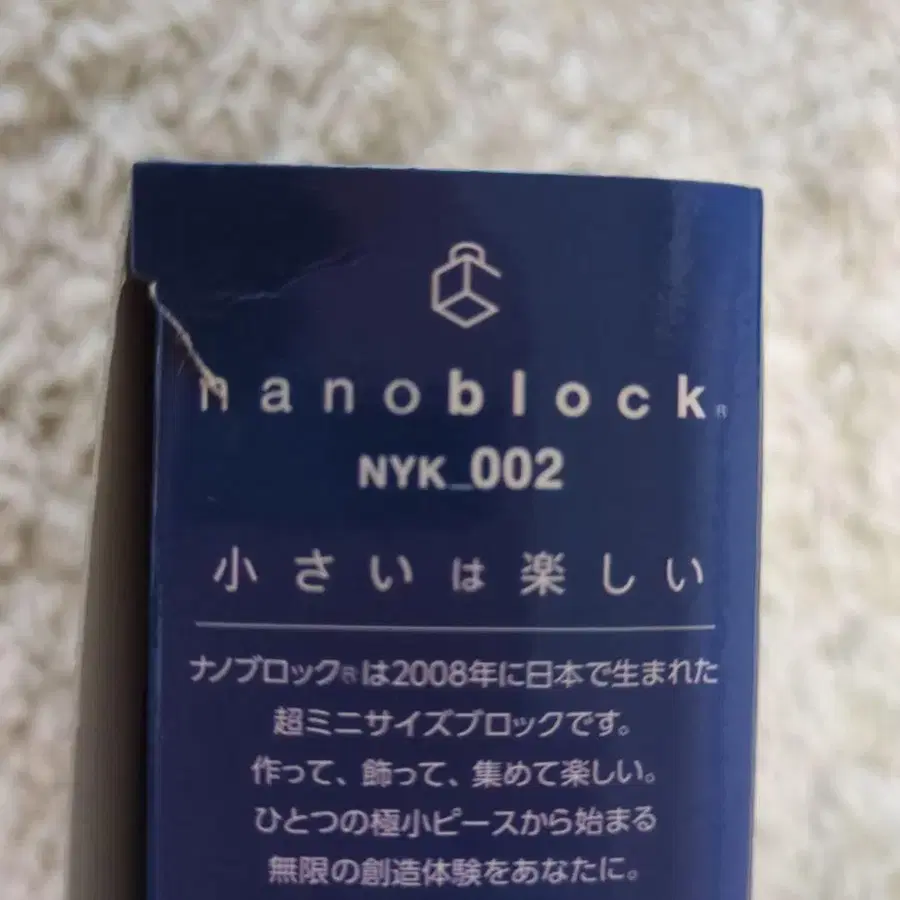 nanoblock®
NYK_002
小さいは楽しい
ナノブロック®は2008年に日本で生まれた
超ミニサイズブロックです。
作って、飾って、集めて楽しい。
ひとつの極小ピースから始まる
無限の創造体験をあなたに。